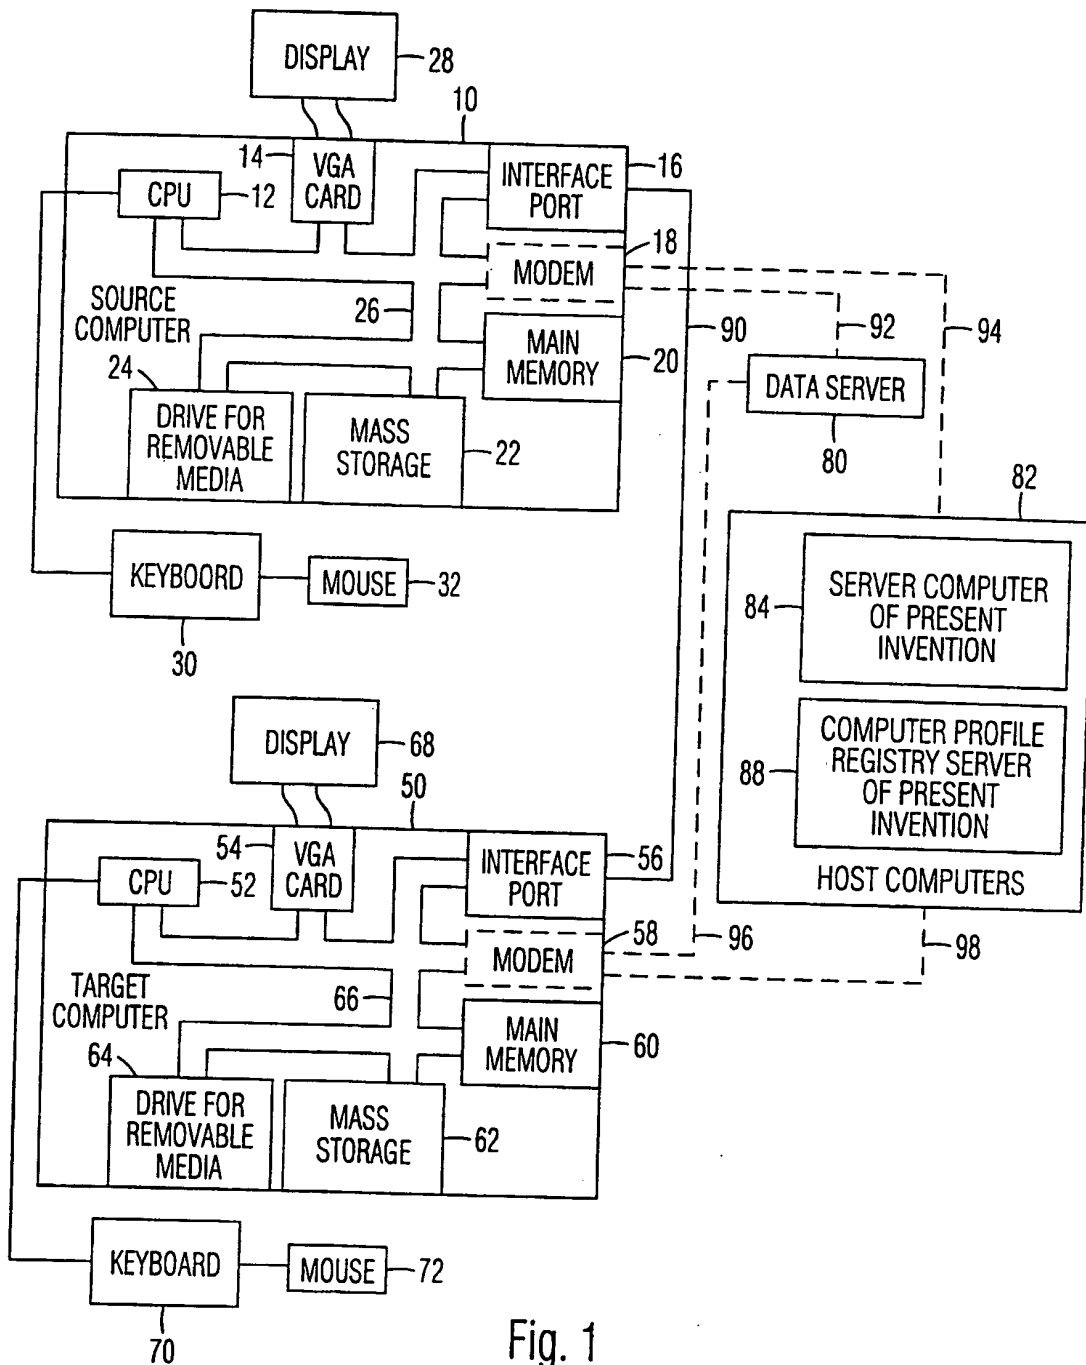 DISPLAY
28
10
14
VGA
CARD
INTERFACE
PORT
16
CPU
12
18
MODEM
SOURCE
COMPUTER
26
90
92
94
24
MAIN
MEMORY
20
DATA SERVER
80
DRIVE FOR
REMOVABLE
MEDIA
MASS
STORAGE
22
82
KEYBOORD
MOUSE
32
30
84
SERVER COMPUTER
OF PRESENT
INVENTION
DISPLAY
68
50
88
COMPUTER PROFILE
REGISTRY SERVER
OF PRESENT
INVENTION
HOST COMPUTERS
54
VGA
CARD
INTERFACE
PORT
56
CPU
52
58
MODEM
96
98
TARGET
COMPUTER
66
64
MAIN
MEMORY
60
DRIVE FOR
REMOVABLE
MEDIA
MASS
STORAGE
62
KEYBOARD
MOUSE
72
70
Fig. 1